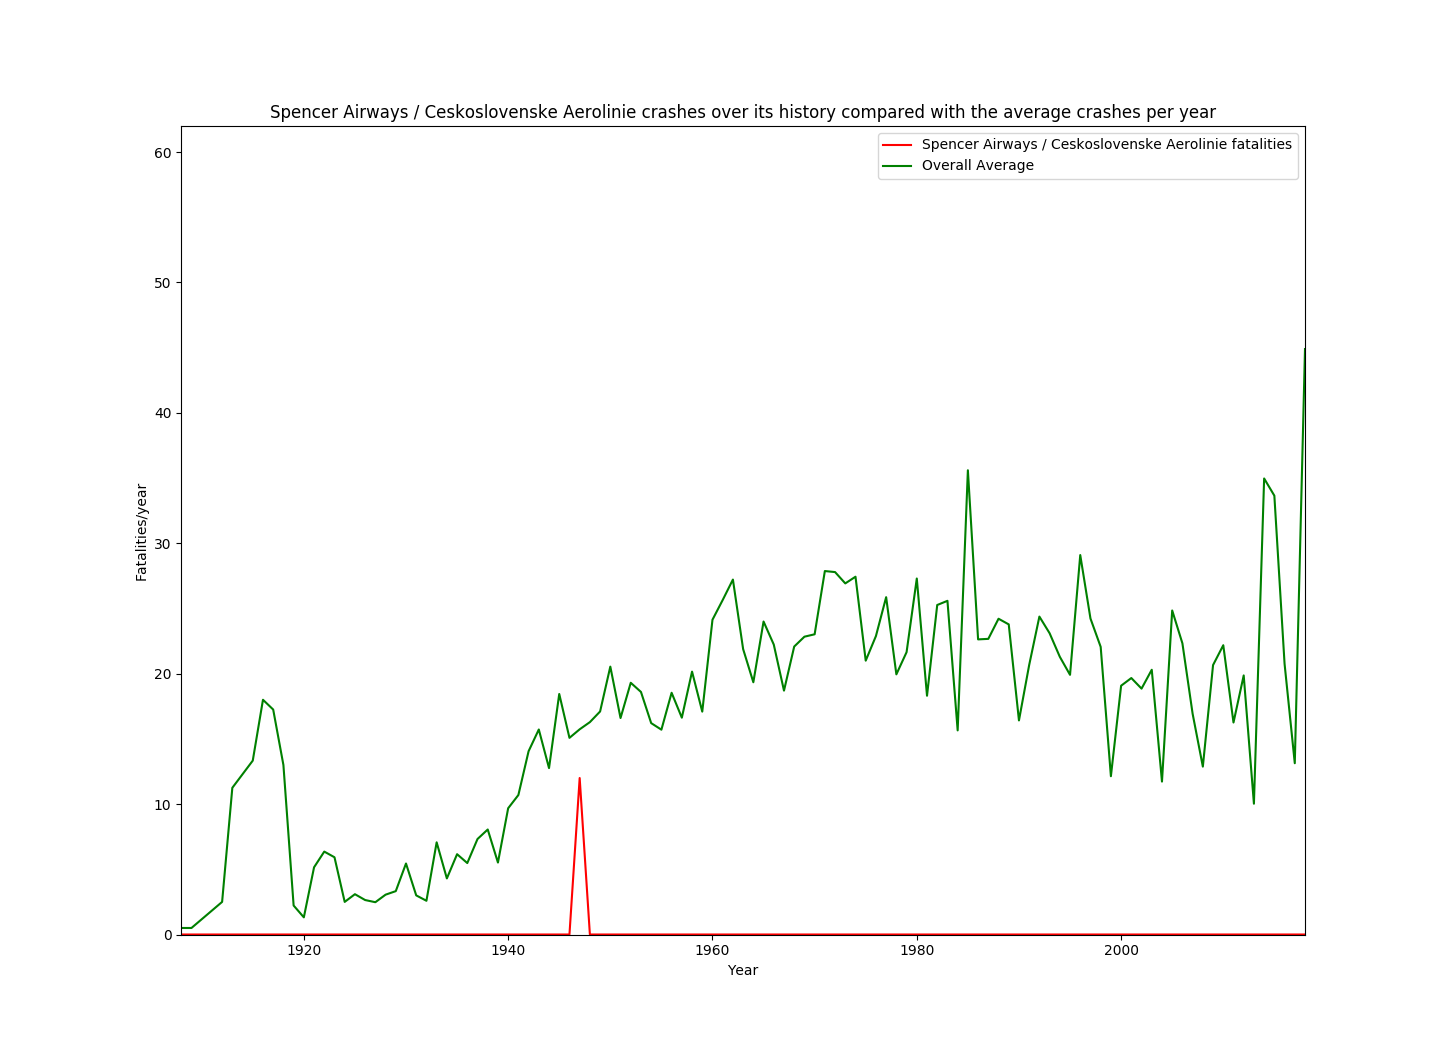 Spencer Airways / Ceskoslovenske Aerolinie crashes over its history compared with the average crashes per year
Spencer Airways / Ceskoslovenske Aerolinie fatalities
Overall Average
60
50
40
30
20
10
0
Fatalities/year
1920 1940 1960 1980 2000
Year